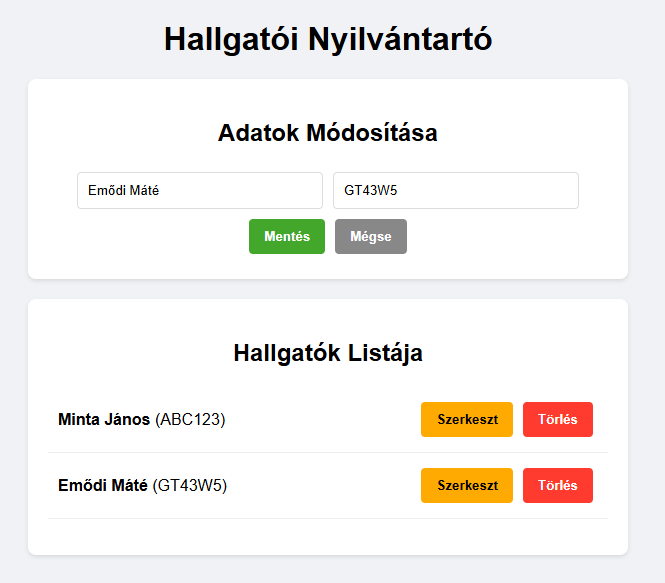 Hallgatói Nyilvántartó
Adatok Módosítása
Emődi Máté GT43W5
Mentés Mégse
Hallgatók Listája
Minta János (ABC123) Szerkeszt Törlés
Emődi Máté (GT43W5) Szerkeszt Törlés